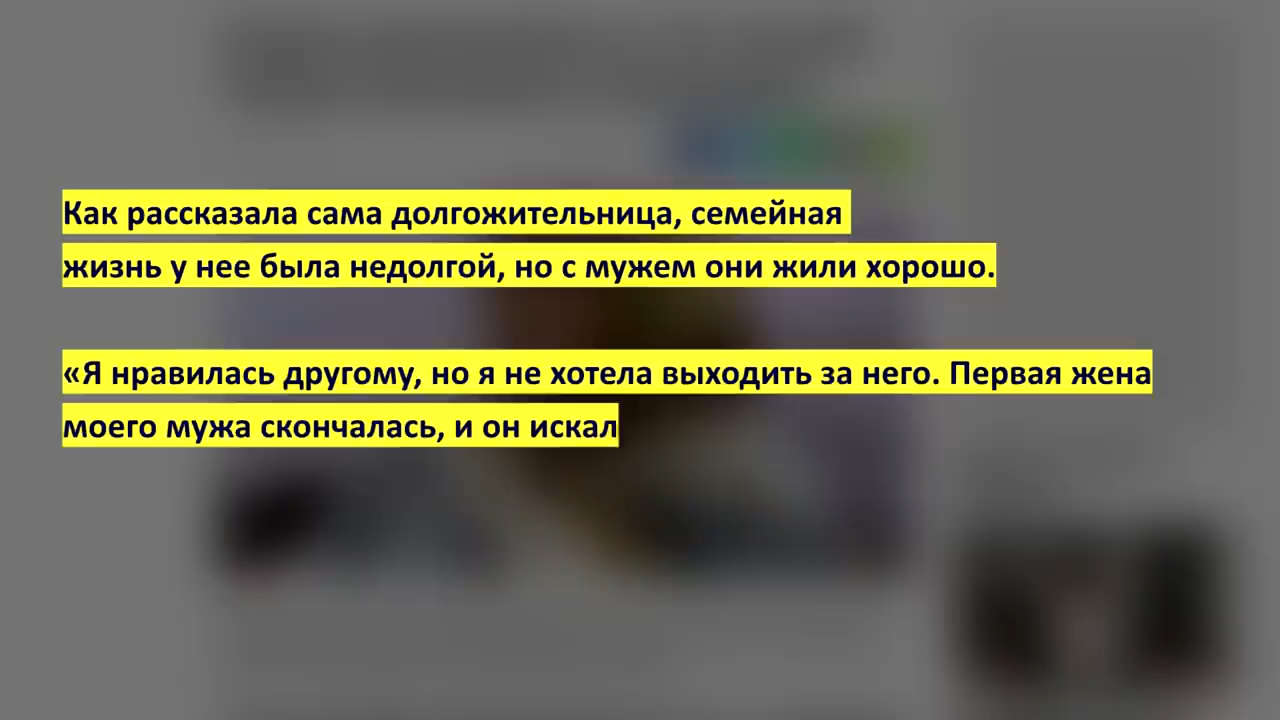 Как рассказала сама долгожительница, семейная
жизнь у нее была недолгой, но с мужем они жили хорошо.
«Я нравилась другому, но я не хотела выходить за него. Первая жена
моего мужа скончалась, и он искал